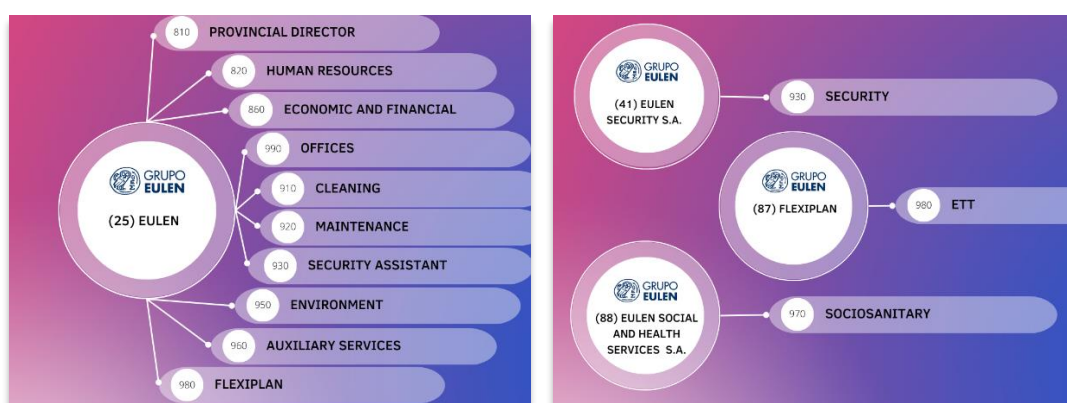 810 PROVINCIAL DIRECTOR
820 HUMAN RESOURCES
860 ECONOMIC AND FINANCIAL
990 OFFICES
910 CLEANING
920 MAINTENANCE
930 SECURITY ASSISTANT
950 ENVIRONMENT
960 AUXILIARY SERVICES
980 FLEXIPLAN
GRUPO
EULEN
(25) EULEN
GRUPO
EULEN
(41) EULEN
SECURITY S.A.
930 SECURITY
GRUPO
EULEN
(87) FLEXIPLAN
980 ETT
GRUPO
EULEN
(88) EULEN SOCIAL
AND HEALTH
SERVICES S.A.
970 SOCIOSANITARY